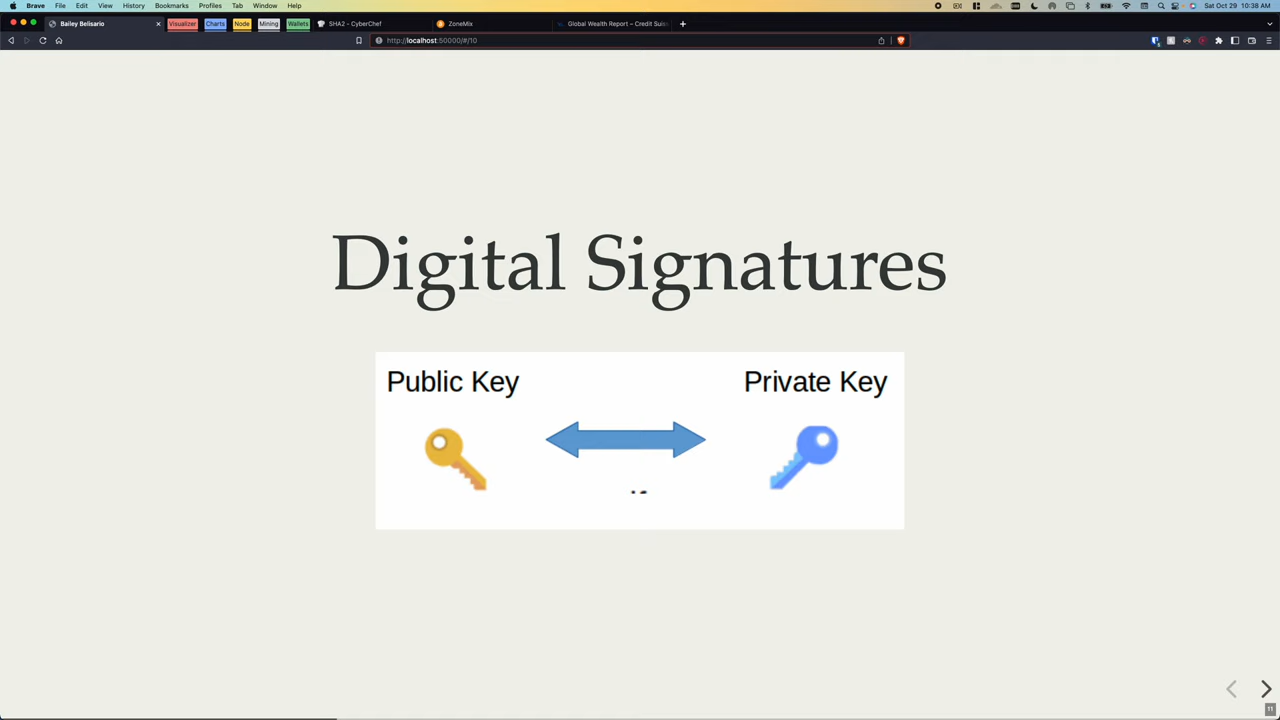 Brave File Edit View History Bookmarks Profiles Tab Window Help
Sat Oct 29 10:38 AM
Bailey Belisario
Visualizer
Charts
Node
Mining
Wallets
SHA2 - CyberChef
ZoneMix
Global Wealth Report – Credit Suis
http://localhost:50000/#/10
Digital Signatures
Public Key
Private Key
11